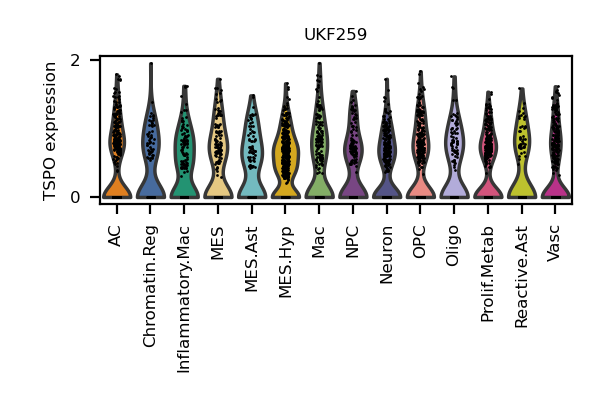 UKF259
TSPO expression
2
0
AC
Chromatin.Reg
Inflammatory.Mac
MES
MES.Ast
MES.Hyp
Mac
NPC
Neuron
OPC
Oligo
Prolif.Metab
Reactive.Ast
Vasc